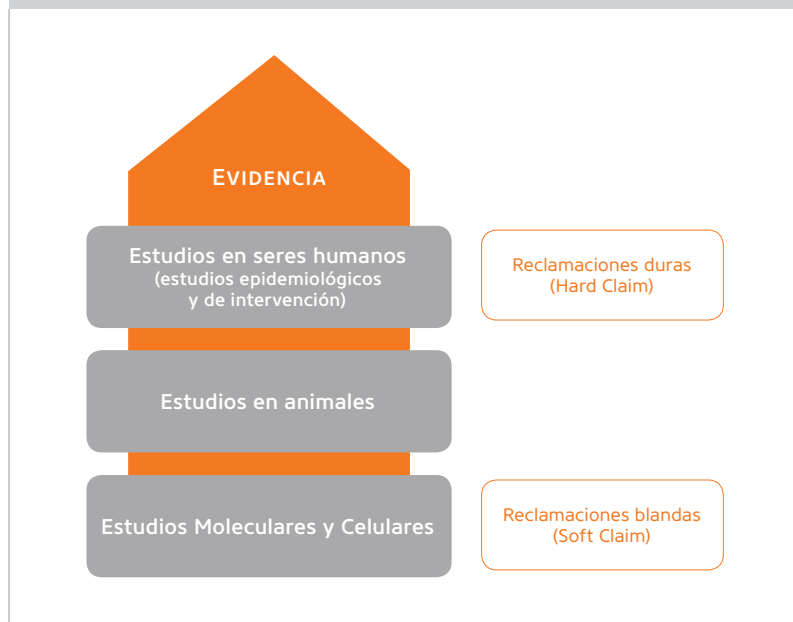 EVIDENCIA
Estudios en seres humanos
(estudios epidemiológicos
y de intervención)
Reclamaciones duras
(Hard Claim)
Estudios en animales
Estudios Moleculares y Celulares
Reclamaciones blandas
(Soft Claim)